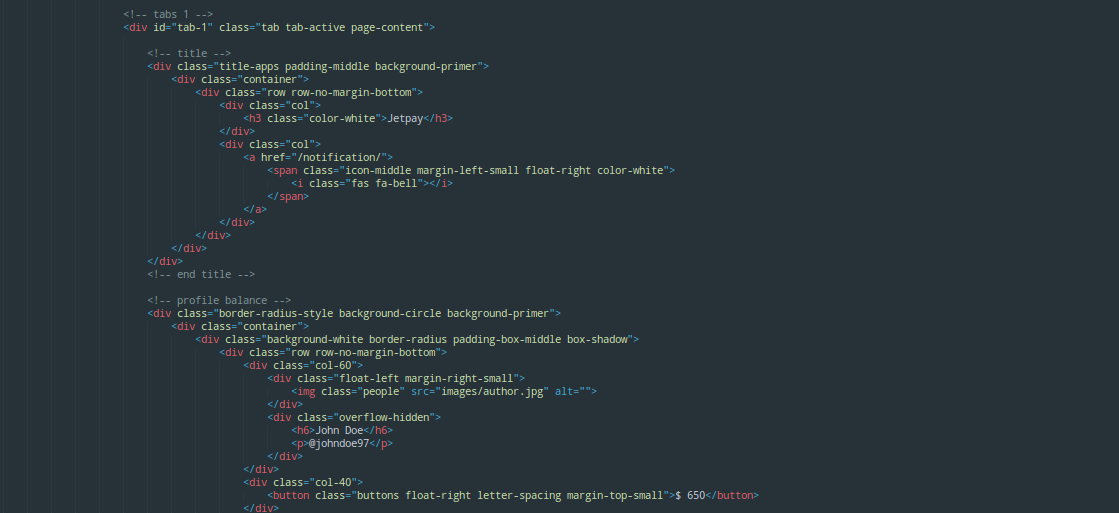 <!-- tabs 1 -->
<div id="tab-1" class="tab tab-active page-content">
<!-- title -->
<div class="title-apps padding-middle background-primer">
<div class="container">
<div class="row row-no-margin-bottom">
<div class="col">
<h3 class="color-white">Jetpay</h3>
</div>
<div class="col">
<a href="/notification/">
<span class="icon-middle margin-left-small float-right color-white">
<i class="fas fa-bell"></i>
</span>
</a>
</div>
</div>
</div>
</div>
<!-- end title -->
<!-- profile balance -->
<div class="border-radius-style background-circle background-primer">
<div class="container">
<div class="background-white border-radius padding-box-middle box-shadow">
<div class="row row-no-margin-bottom">
<div class="col-60">
<div class="float-left margin-right-small">
<img class="people" src="images/author.jpg" alt="">
</div>
<div class="overflow-hidden">
<h6>John Doe</h6>
<p>@johndoe97</p>
</div>
</div>
<div class="col-40">
<button class="buttons float-right letter-spacing margin-top-small">$ 650</button>
</div>